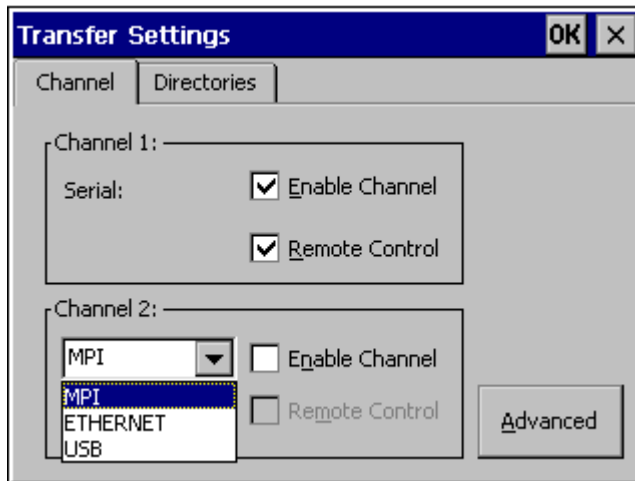 Transfer Settings OK ×
Channel Directories
Channel 1:
Serial: Enable Channel
Remote Control
Channel 2:
MPI Enable Channel
MPI
ETHERNET Remote Control
USB
Advanced